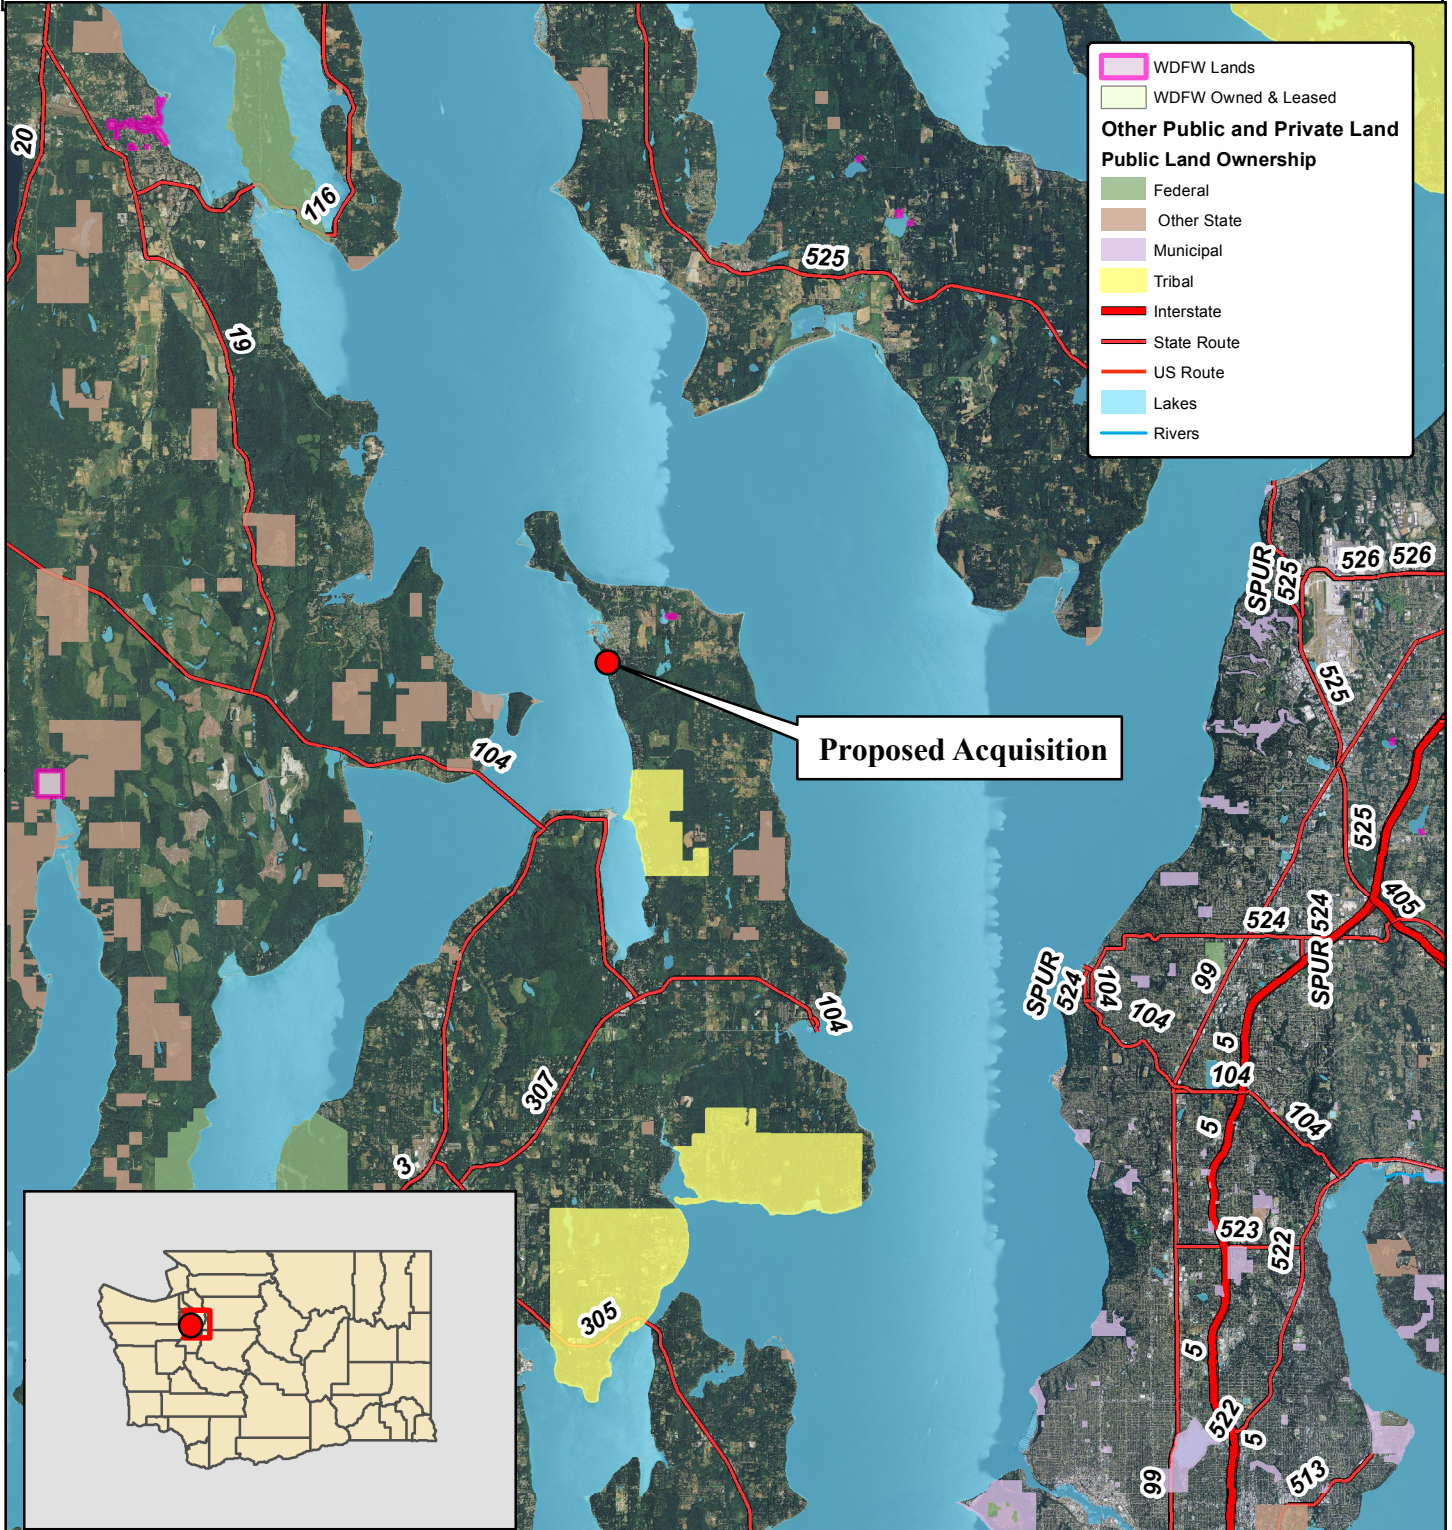 WDFW Lands
WDFW Owned & Leased
Other Public and Private Land
Public Land Ownership
Federal
Other State
Municipal
Tribal
Interstate
State Route
US Route
Lakes
Rivers
20
116
19
525
SPUR
525
526
526
525
Proposed Acquisition
104
525
405
524
SPUR 524
SPUR
524
104
99
104
104
5
104
307
5
104
3
523
522
305
5
522
5
99
513